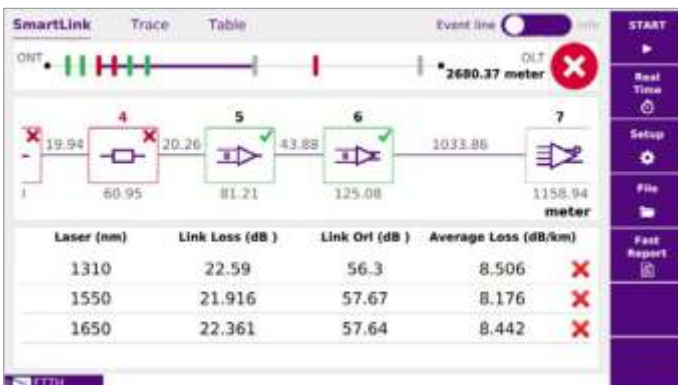 SmartLink Trace Table Event line Info
ONT OLT
2680.37 meter
4 5 6 7
19.94 20.26 43.88 1033.86
60.95 81.21 125.08 1158.94
meter
Laser (nm) Link Loss (dB ) Link Orl (dB ) Average Loss (dB/km)
1310 22.59 56.3 8.506
1550 21.916 57.67 8.176
1650 22.361 57.64 8.442
FTTH
START
Real
Time
Setup
File
Fast
Report